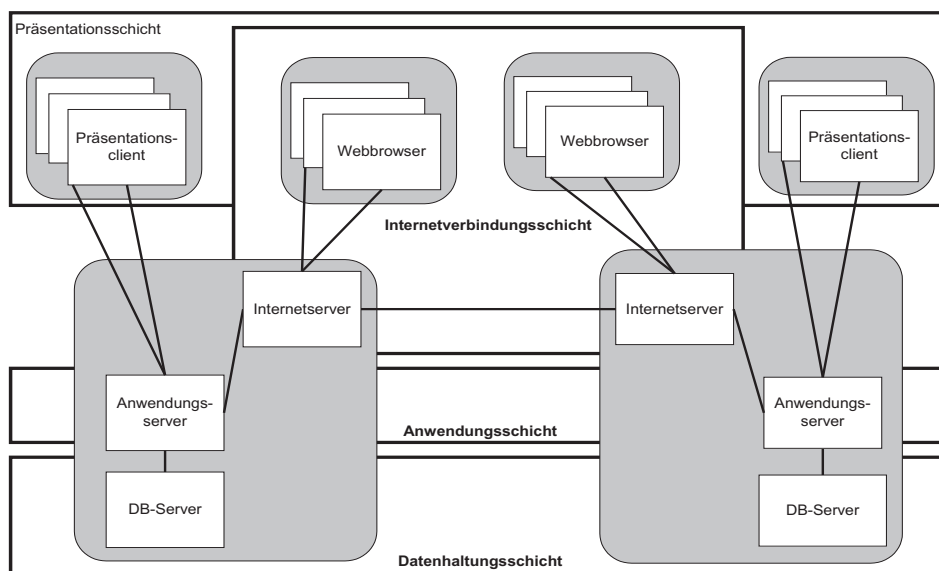 Präsentationsschicht
Präsentations-
client
Webbrowser
Webbrowser
Präsentations-
client
Internetverbindungsschicht
Internetserver
Internetserver
Anwendungs-
server
Anwendungsschicht
Anwendungs-
server
DB-Server
DB-Server
Datenhaltungsschicht